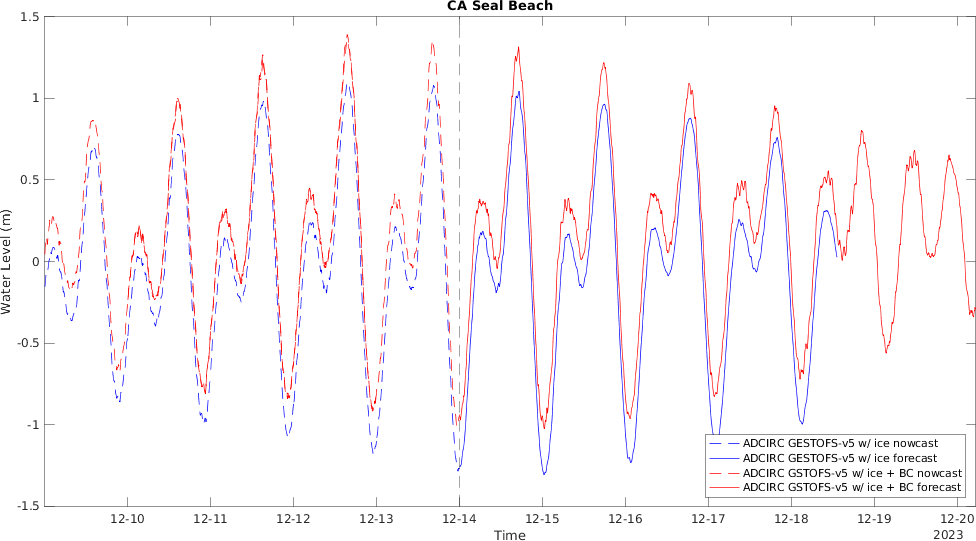 CA Seal Beach
1.5
1
0.5
0
-0.5
-1
-1.5
Water Level (m)
12-10 12-11 12-12 12-13 12-14 12-15 12-16 12-17 12-18 12-19 12-20
Time
2023
ADCIRC GESTOFS-v5 w/ ice nowcast
ADCIRC GESTOFS-v5 w/ ice forecast
ADCIRC GSTOFS-v5 w/ ice + BC nowcast
ADCIRC GSTOFS-v5 w/ ice + BC forecast